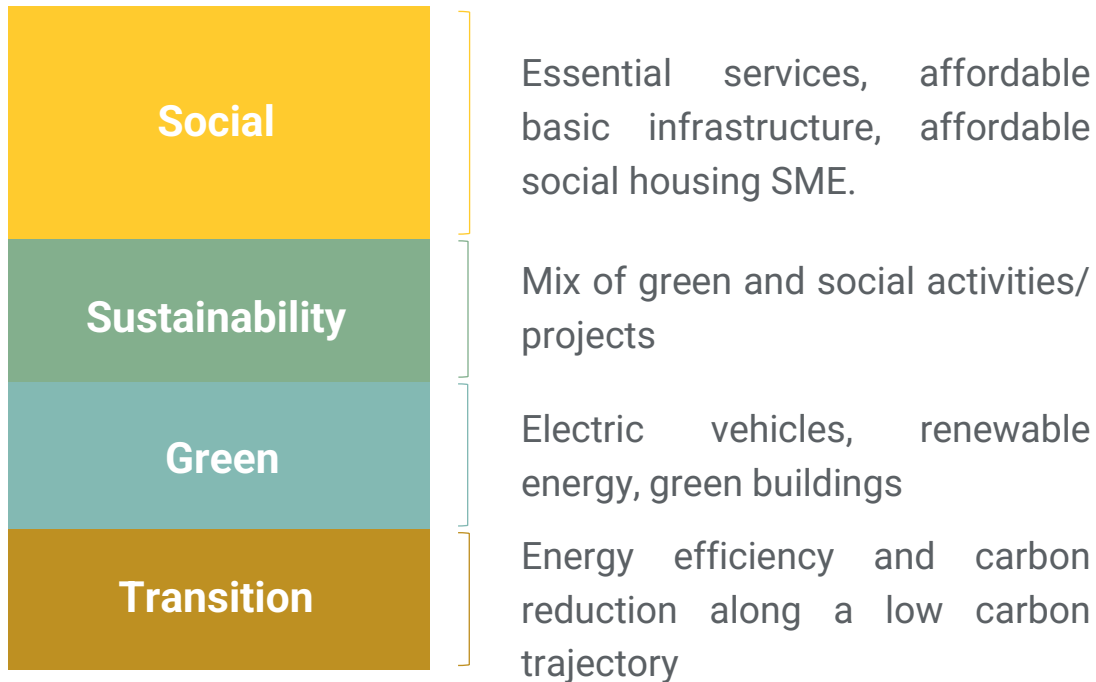 Social
Essential services, affordable
basic infrastructure, affordable
social housing SME.
Sustainability
Mix of green and social activities/
projects
Green
Electric vehicles, renewable
energy, green buildings
Transition
Energy efficiency and carbon
reduction along a low carbon
trajectory